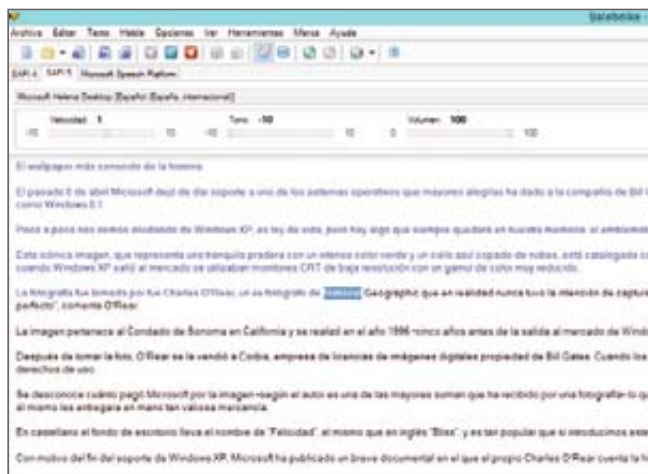 Balabolka -
Archivo Editar Texto Habla Opciones Ver Herramientas Marca Ayuda
SAPI 4 SAPI 5 Microsoft Speech Platform
Microsoft Helena Desktop [Español (España, internacional)]
Velocidad: 1 Tono: -10 Volumen: 100
-10 10 -10 10 0 100
El wallpaper más conocido de la historia
El pasado 8 de abril Microsoft dejó de dar soporte a uno de los sistemas operativos que mayores alegrías ha dado a la compañía de Bill G
como Windows 8.1.
Poco a poco nos iremos olvidando de Windows XP, es ley de vida, pero hay algo que siempre quedará en nuestra memoria: el emblemáti
Esta icónica imagen, que representa una tranquila pradera con un intenso color verde y un cielo azul copado de nubes, está catalogada co
cuando Windows XP salió al mercado se utilizaban monitores CRT de baja resolución con un gamut de color muy reducido.
La fotografía fue tomada por fue Charles O'Rear, un ex fotógrafo de National Geographic que en realidad nunca tuvo la intención de captura
perfecto", comenta O'Rear.
La imagen pertenece al Condado de Sonoma en California y se realizó en el año 1996 -cinco años antes de la salida al mercado de Windo
Después de tomar la foto, O'Rear se la vendió a Corbis, empresa de licencias de imágenes digitales propiedad de Bill Gates. Cuando los
derechos de uso.
Se desconoce cuánto pagó Microsoft por la imagen -según el autor es una de las mayores suman que ha recibido por una fotografía- lo qu
al mismo les entregara en mano tan valiosa mercancía.
En castellano el fondo de escritorio lleva el nombre de "Felicidad", el mismo que en inglés "Bliss", y es tan popular que si introducimos este
Con motivo del fin del soporte de Windows XP, Microsoft ha publicado un breve documental en el que el propio Charles O'Rear cuenta la hi